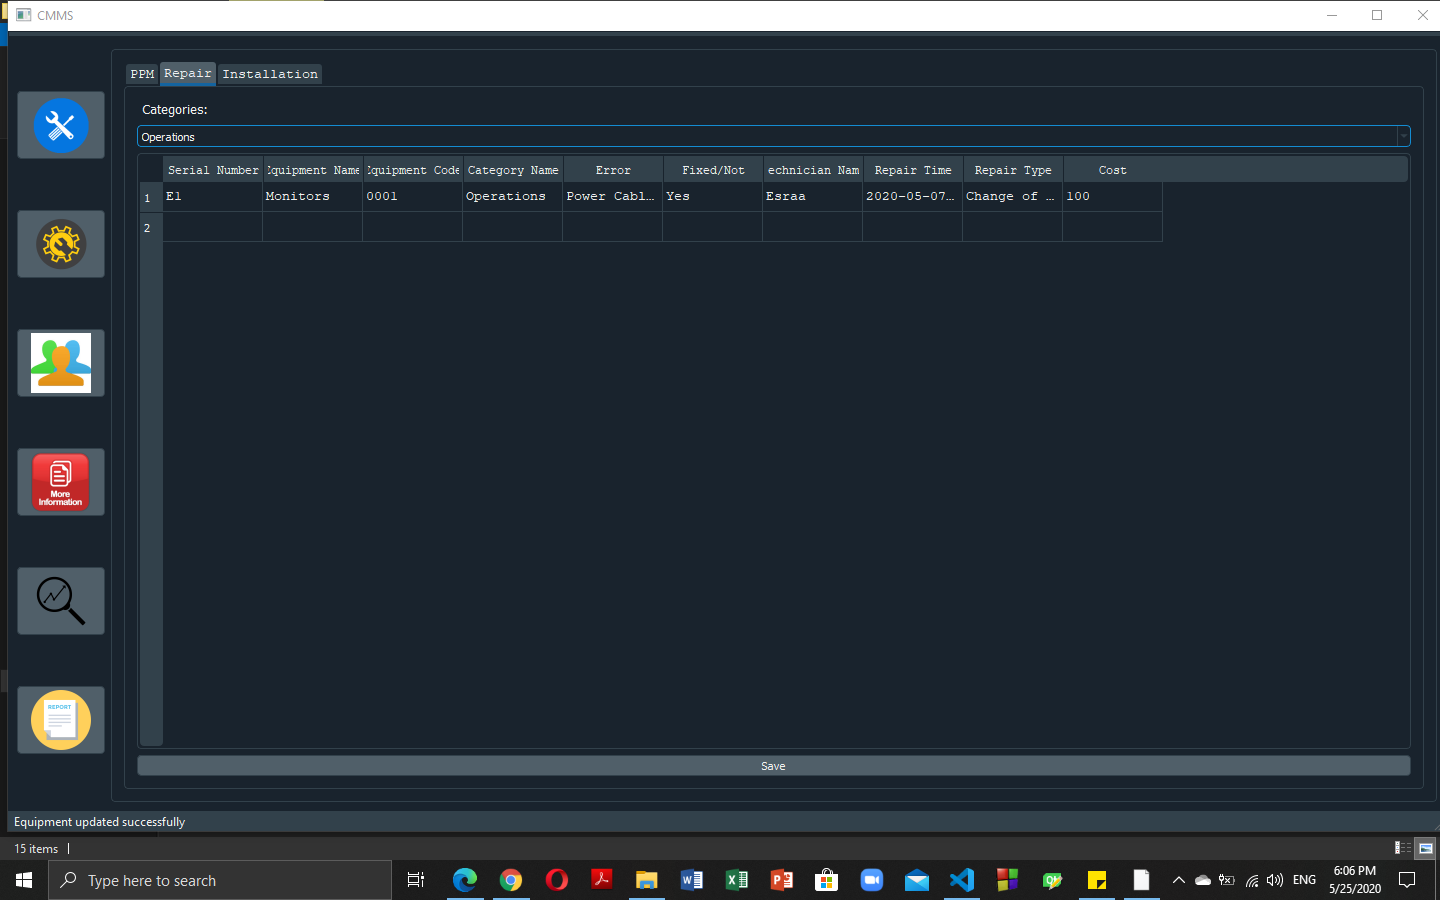 CMMS
PPM Repair Installation
Categories:
Operations
Serial Number Equipment Name Equipment Code Category Name Error Fixed/Not echnician Nam Repair Time Repair Type Cost
1 E1 Monitors 0001 Operations Power Cabl... Yes Esraa 2020-05-07... Change of ... 100
2
More
Information
REPORT
Save
Equipment updated successfully
15 items
Type here to search
ENG
6:06 PM
5/25/2020